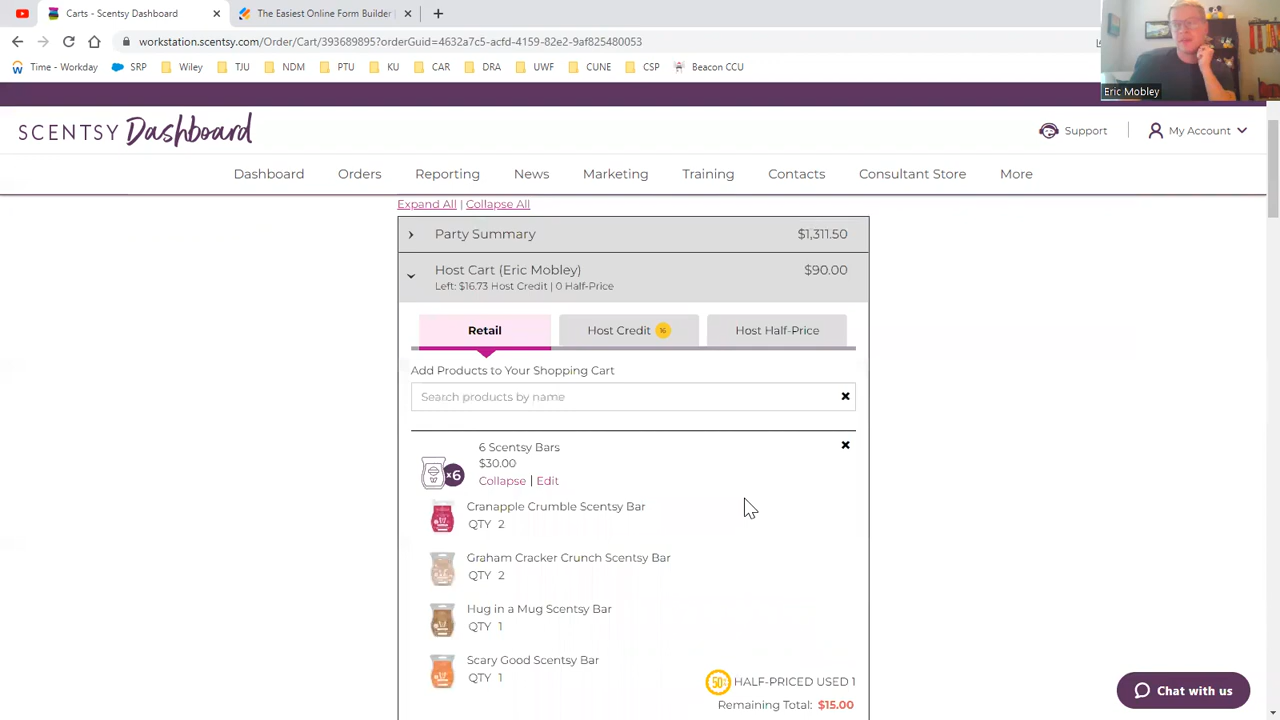 Carts - Scentsy Dashboard
The Easiest Online Form Builder
workstation.scentsy.com/Order/Cart/393689895?orderGuid=4632a7c5-acfd-4159-82e2-9af825480053
Time - Workday SRP Wiley TJU NDM PTU KU CAR DRA UWF CUNE CSP Beacon CCU
Eric Mobley
SCENTSY Dashboard
Support My Account
Dashboard Orders Reporting News Marketing Training Contacts Consultant Store More
Expand All | Collapse All
Party Summary $1,311.50
Host Cart (Eric Mobley) $90.00
Left: $16.73 Host Credit | 0 Half-Price
Retail Host Credit 16 Host Half-Price
Add Products to Your Shopping Cart
Search products by name
6 Scentsy Bars
$30.00
x6
Collapse | Edit
Cranapple Crumble Scentsy Bar
QTY 2
Graham Cracker Crunch Scentsy Bar
QTY 2
Hug in a Mug Scentsy Bar
QTY 1
Scary Good Scentsy Bar
QTY 1
50% HALF-PRICED USED 1
Remaining Total: $15.00
Chat with us